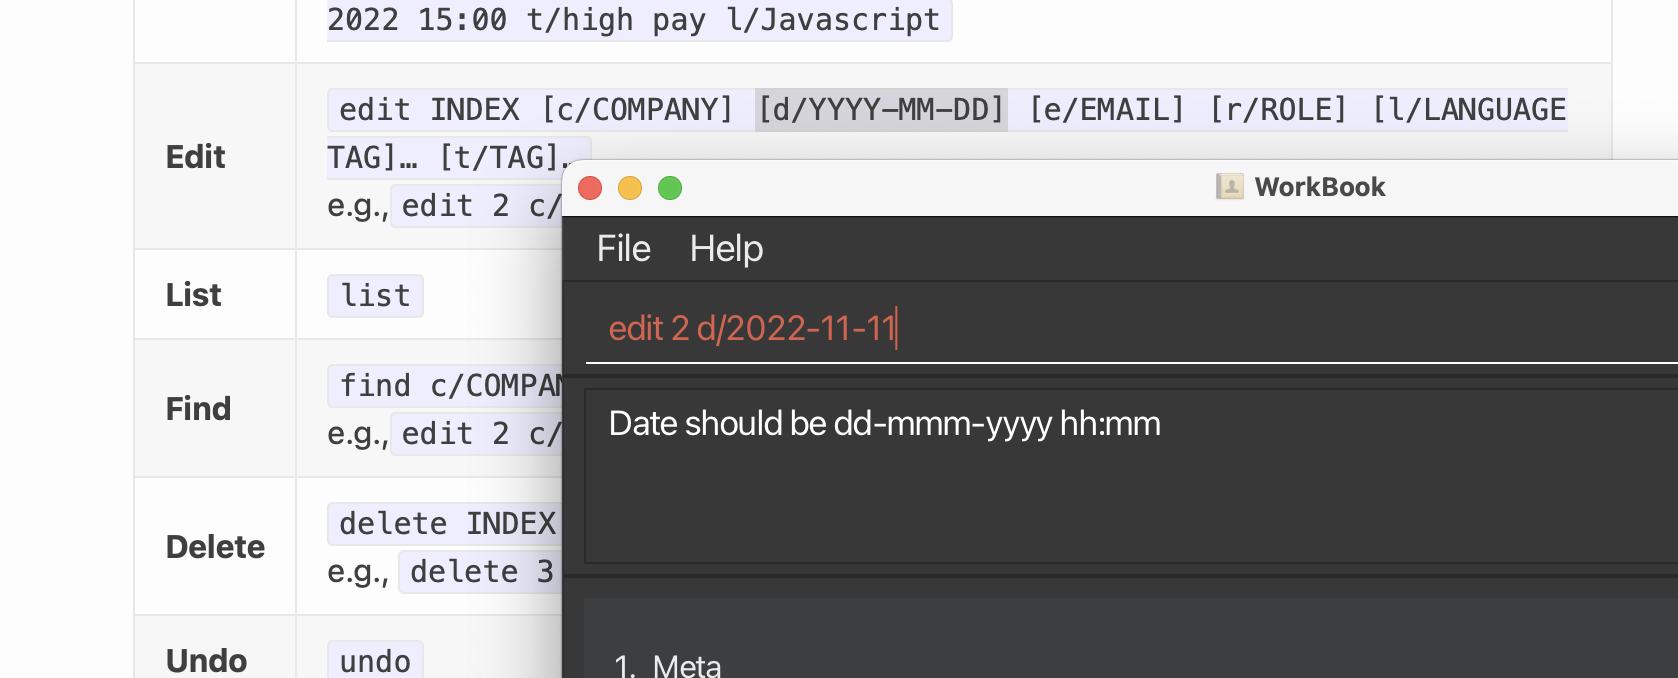 2022 15:00 t/high pay l/Javascript
Edit
edit INDEX [c/COMPANY] [d/YYYY-MM-DD] [e/EMAIL] [r/ROLE] [l/LANGUAGE
TAG]… [t/TAG]…
e.g., edit 2 c/
List
list
Find
find c/COMPAN
e.g., edit 2 c/
Delete
delete INDEX
e.g., delete 3
Undo
undo
WorkBook
File Help
edit 2 d/2022-11-11
Date should be dd-mmm-yyyy hh:mm
1. Meta